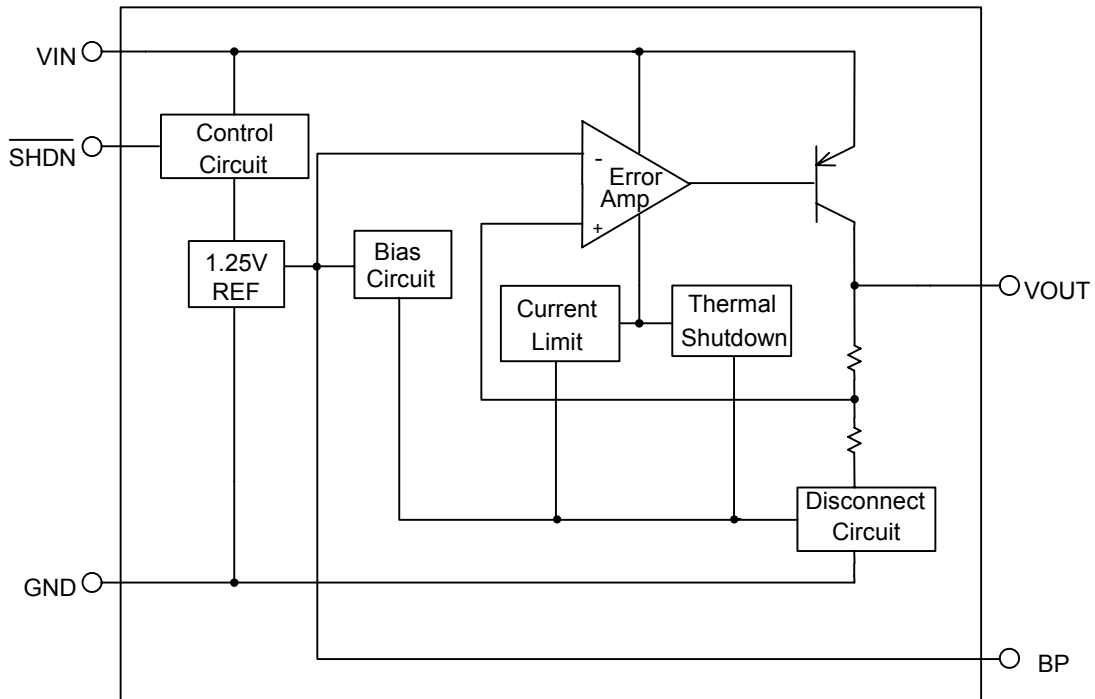 VIN
SHDN
Control
Circuit
1.25V
REF
Bias
Circuit
-
Error
Amp
+
Current
Limit
Thermal
Shutdown
VOUT
Disconnect
Circuit
GND
BP